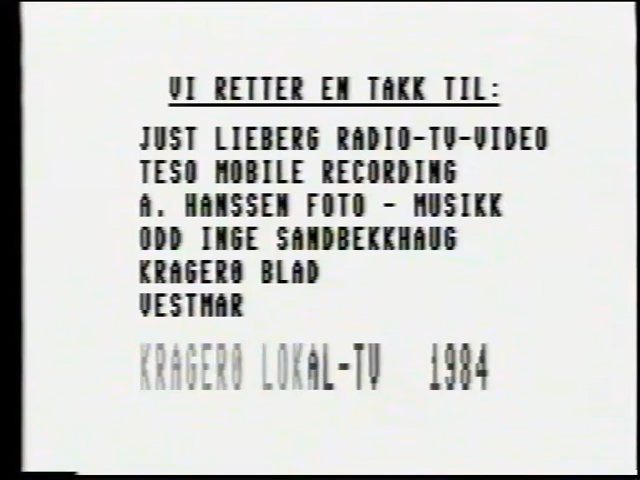 VI RETTER EN TAKK TIL:
JUST LIEBERG RADIO-TV-VIDEO
TESO MOBILE RECORDING
A. HANSSEN FOTO - MUSIKK
ODD INGE SANDBEKKHAUG
KRAGERØ BLAD
VESTMAR
KRAGERØ LOKAL-TV 1984